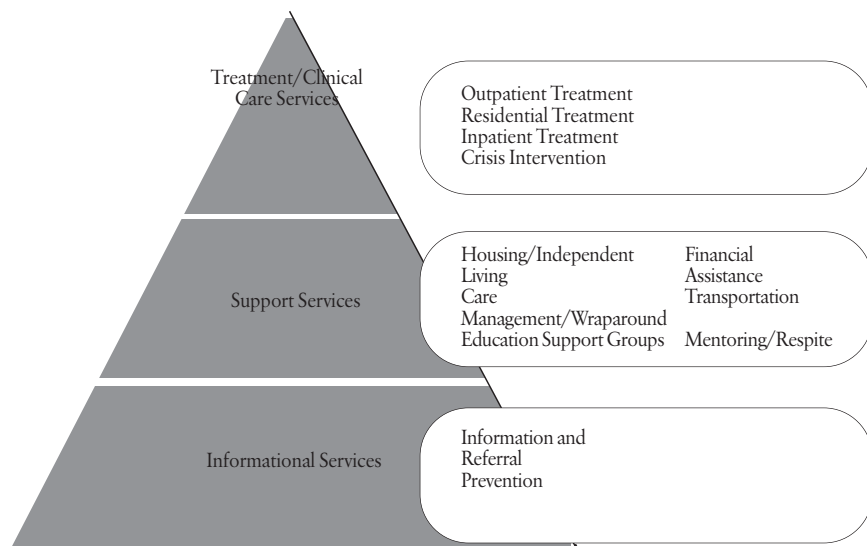 Treatment/Clinical
Care Services
Outpatient Treatment
Residential Treatment
Inpatient Treatment
Crisis Intervention
Support Services
Housing/Independent
Living
Care
Management/Wraparound
Education Support Groups
Financial
Assistance
Transportation
Mentoring/Respite
Informational Services
Information and
Referral
Prevention